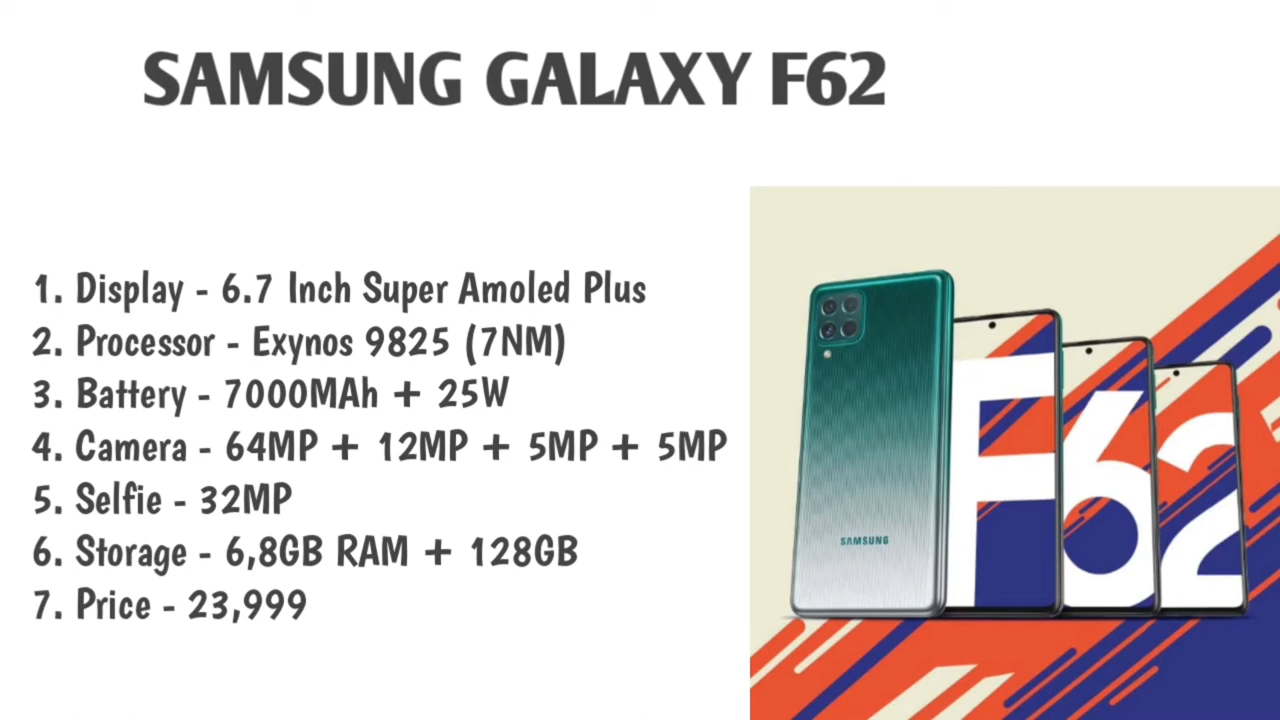 SAMSUNG GALAXY F62
1. Display - 6.7 Inch Super Amoled Plus
2. Processor - Exynos 9825 (7NM)
3. Battery - 7000MAh + 25W
4. Camera - 64MP + 12MP + 5MP + 5MP
5. Selfie - 32MP
6. Storage - 6,8GB RAM + 128GB
7. Price - 23,999
SAMSUNG
F62